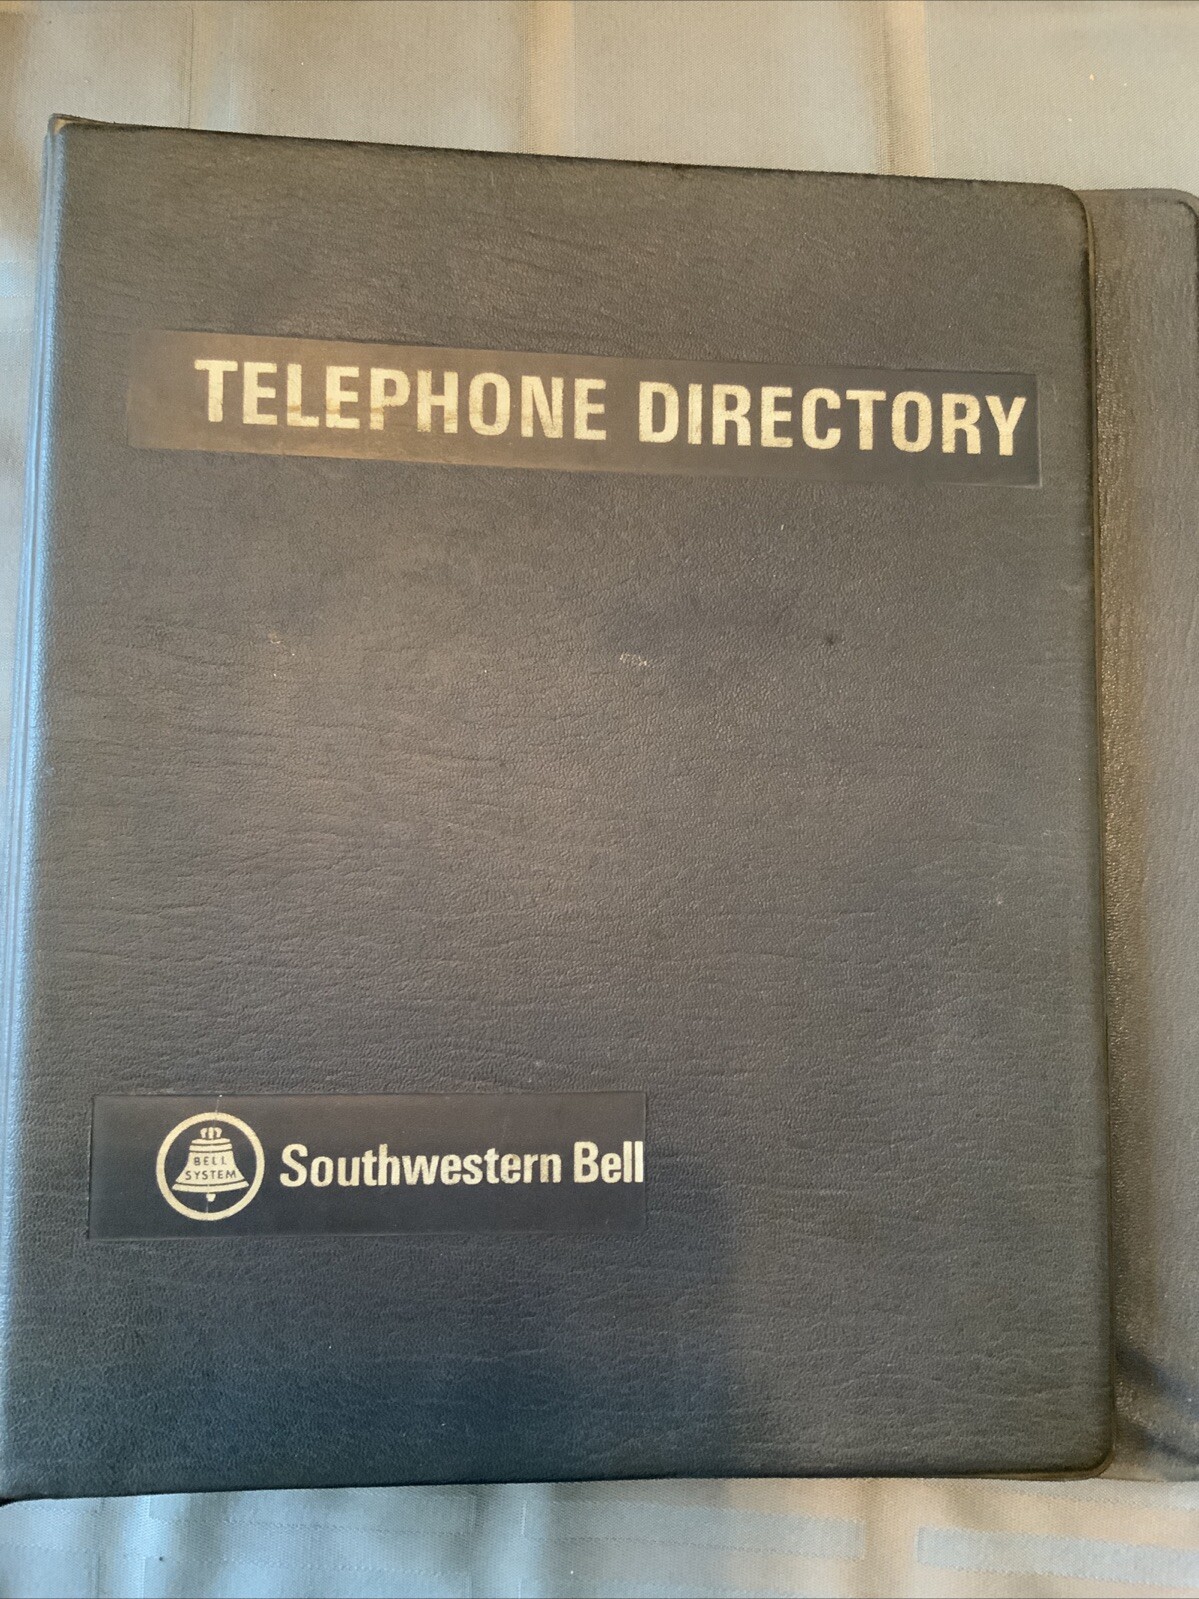 TELEPHONE DIRECTORY
BELL
SYSTEM
Southwestern Bell